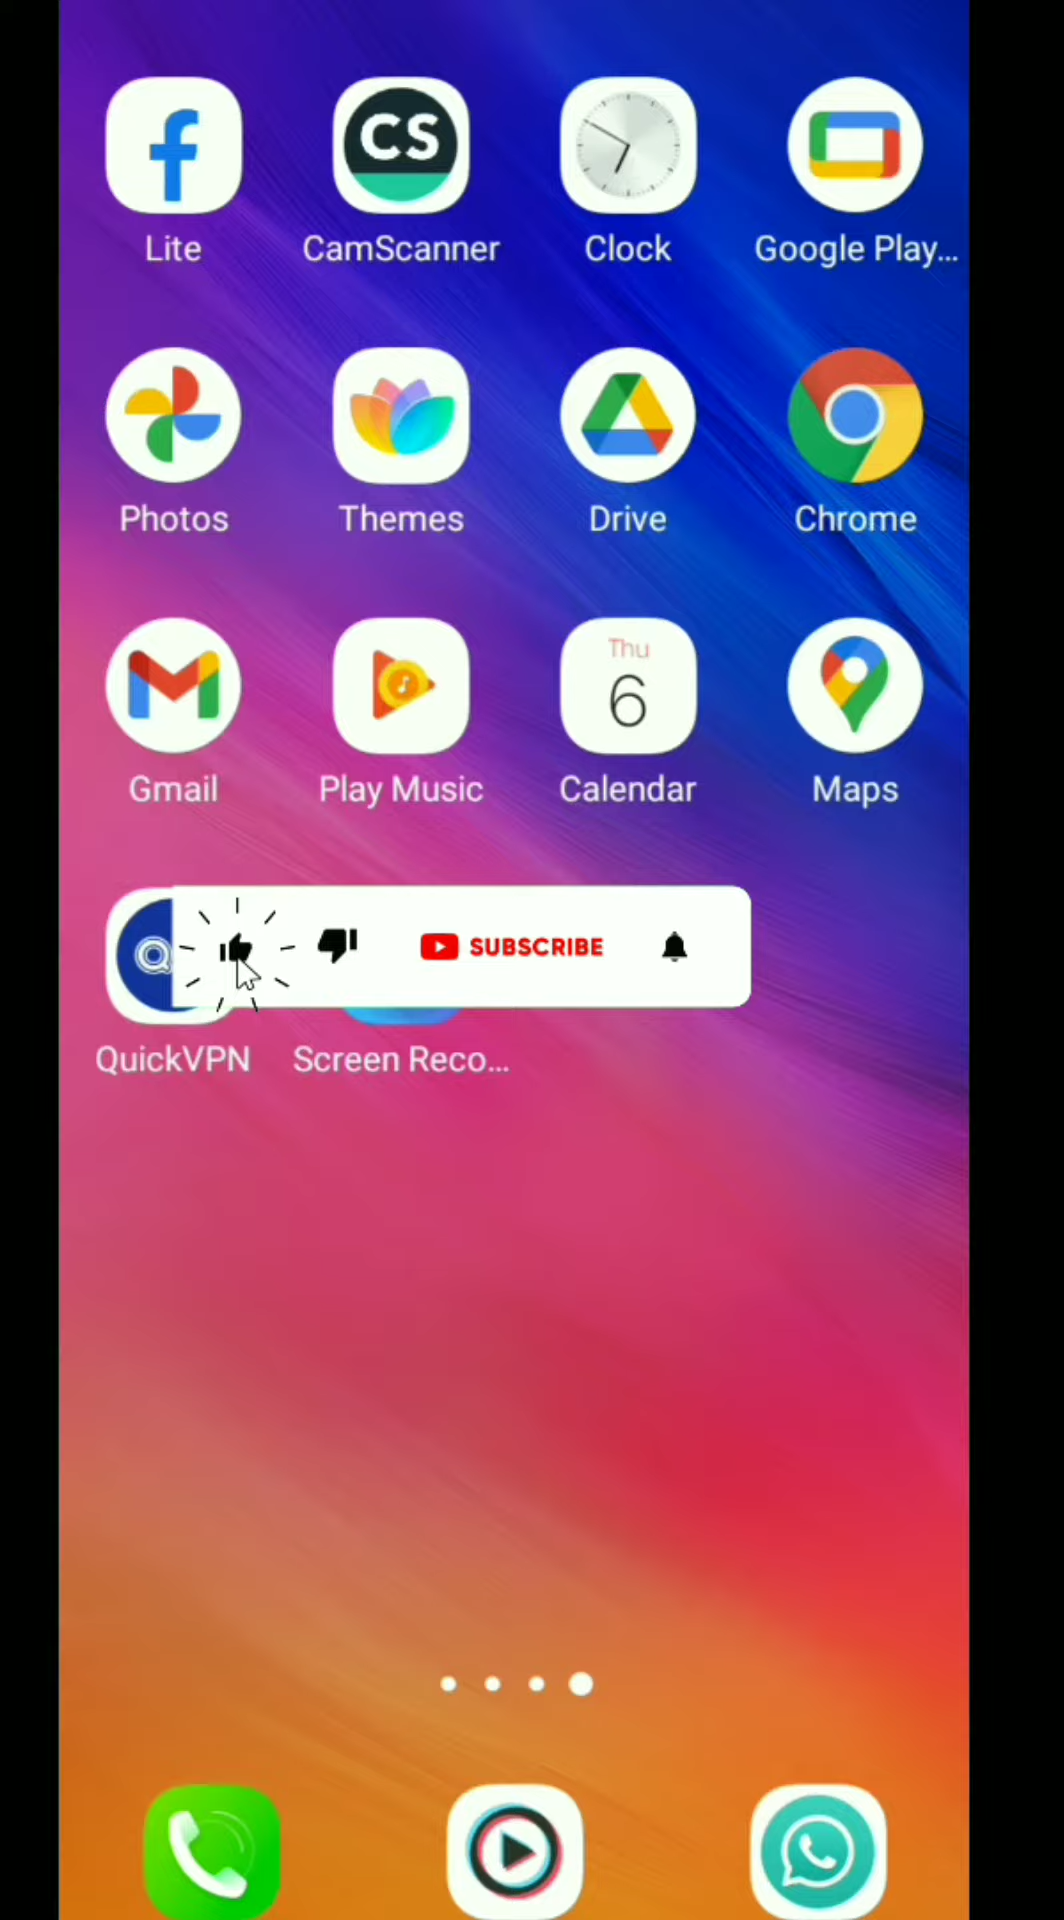 Lite
CS
CamScanner
Clock
Google Play...
Photos
Themes
Drive
Chrome
Gmail
Play Music
Thu
6
Calendar
Maps
SUBSCRIBE
QuickVPN
Screen Reco...